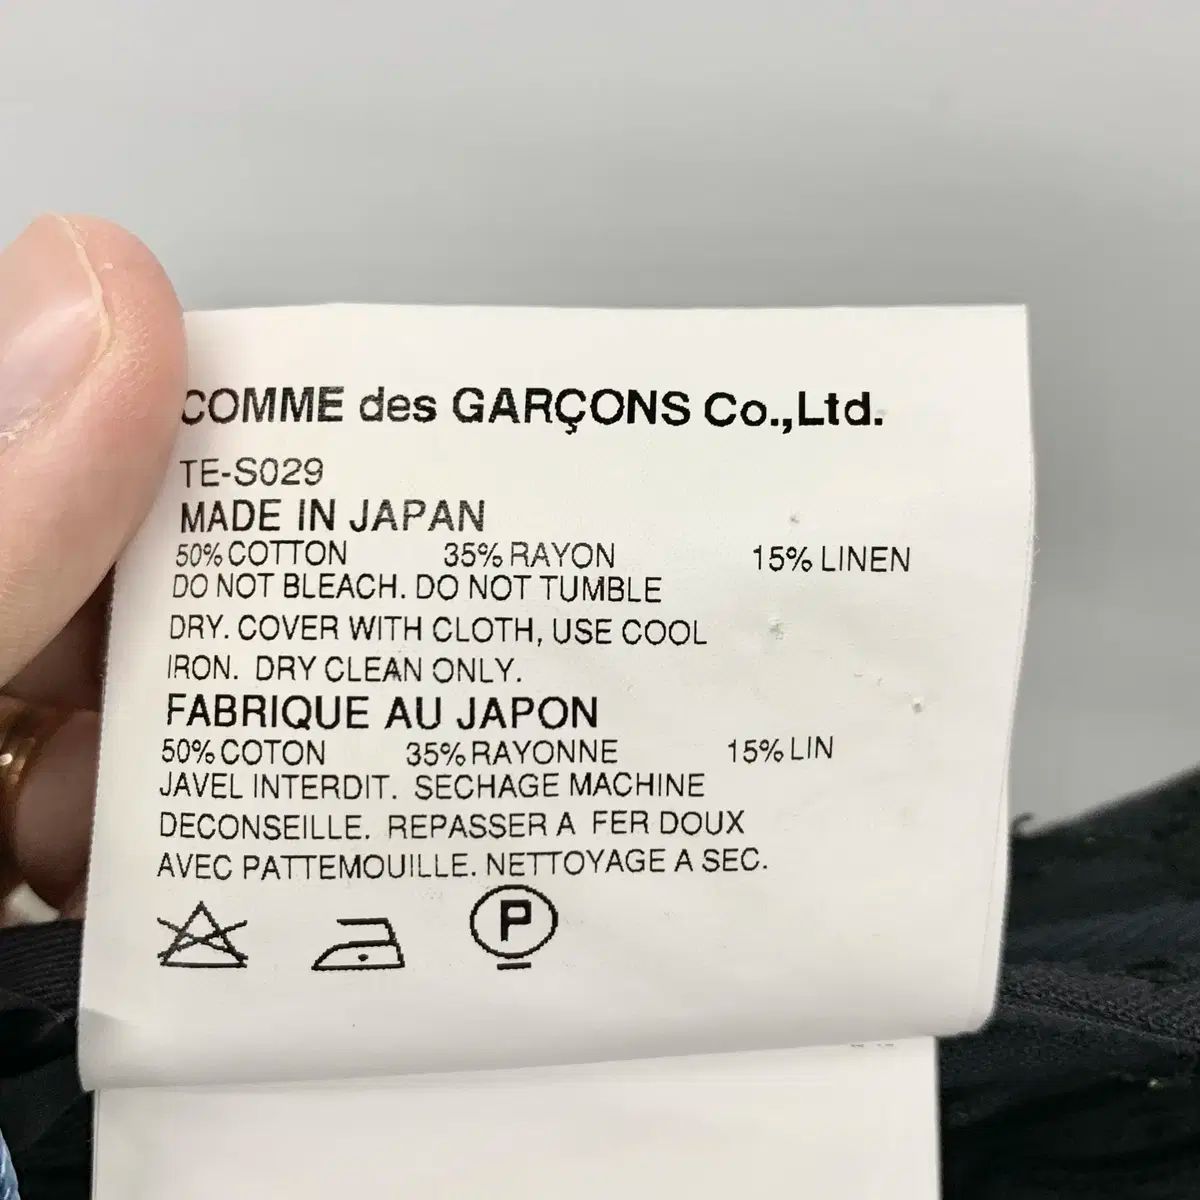 COMME des GARÇONS Co.,Ltd.
TE-S029
MADE IN JAPAN
50% COTTON 35% RAYON 15% LINEN
DO NOT BLEACH. DO NOT TUMBLE
DRY. COVER WITH CLOTH, USE COOL
IRON. DRY CLEAN ONLY.
FABRIQUE AU JAPON
50% COTON 35% RAYONNE 15% LIN
JAVEL INTERDIT. SECHAGE MACHINE
DECONSEILLE. REPASSER A FER DOUX
AVEC PATTEMOUILLE. NETTOYAGE A SEC.
P